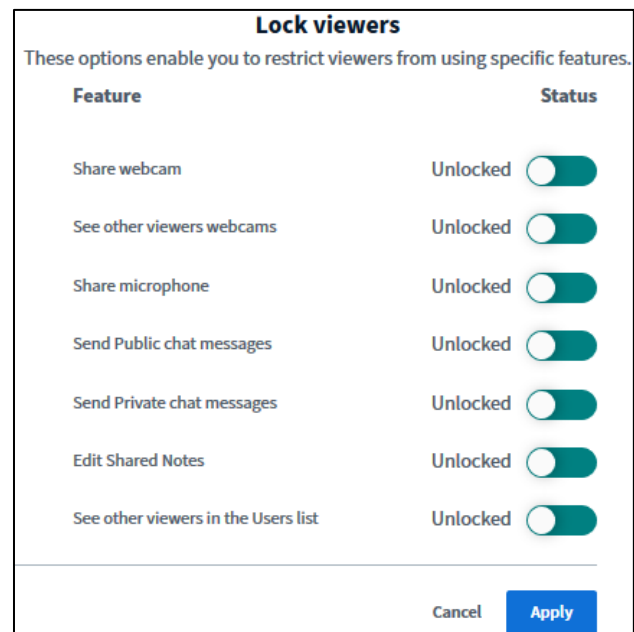 Lock viewers
These options enable you to restrict viewers from using specific features.
Feature Status
Share webcam Unlocked
See other viewers webcams Unlocked
Share microphone Unlocked
Send Public chat messages Unlocked
Send Private chat messages Unlocked
Edit Shared Notes Unlocked
See other viewers in the Users list Unlocked
Cancel Apply